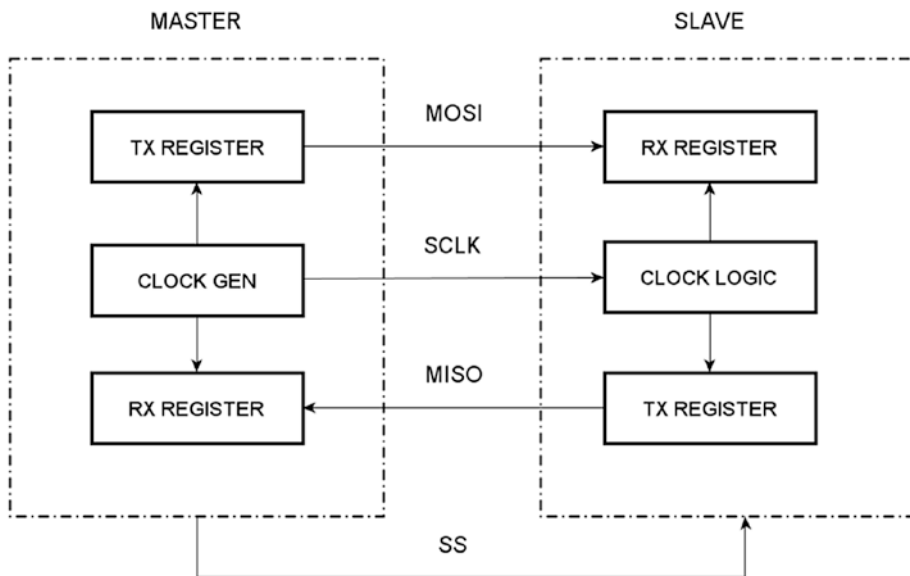 MASTER
SLAVE
MOSI
TX REGISTER
RX REGISTER
SCLK
CLOCK GEN
CLOCK LOGIC
MISO
RX REGISTER
TX REGISTER
SS